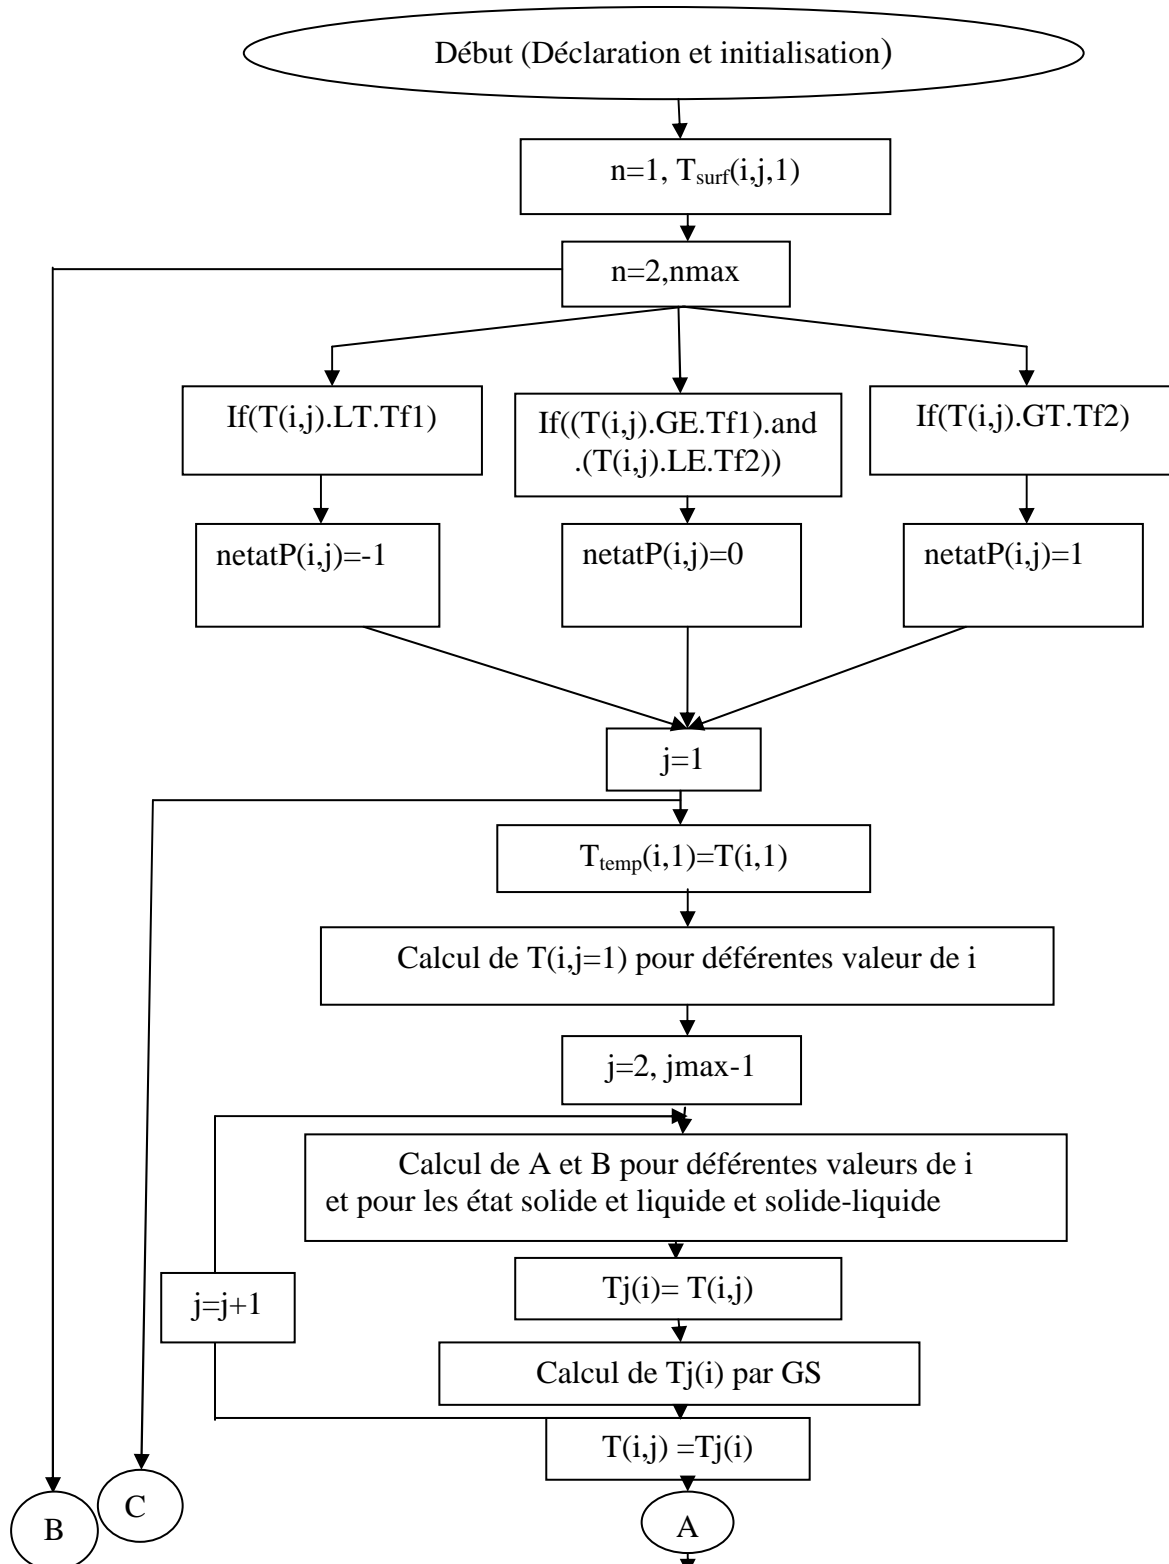 Début (Déclaration et initialisation)
n=1, Tsurf(i,j,1)
n=2,nmax
If(T(i,j).LT.Tf1)
If((T(i,j).GE.Tf1).and
.(T(i,j).LE.Tf2))
If(T(i,j).GT.Tf2)
netatP(i,j)=-1
netatP(i,j)=0
netatP(i,j)=1
j=1
Ttemp(i,1)=T(i,1)
Calcul de T(i,j=1) pour déférentes valeur de i
j=2, jmax-1
Calcul de A et B pour déférentes valeurs de i
et pour les état solide et liquide et solide-liquide
Tj(i)= T(i,j)
j=j+1
Calcul de Tj(i) par GS
T(i,j) =Tj(i)
B
C
A